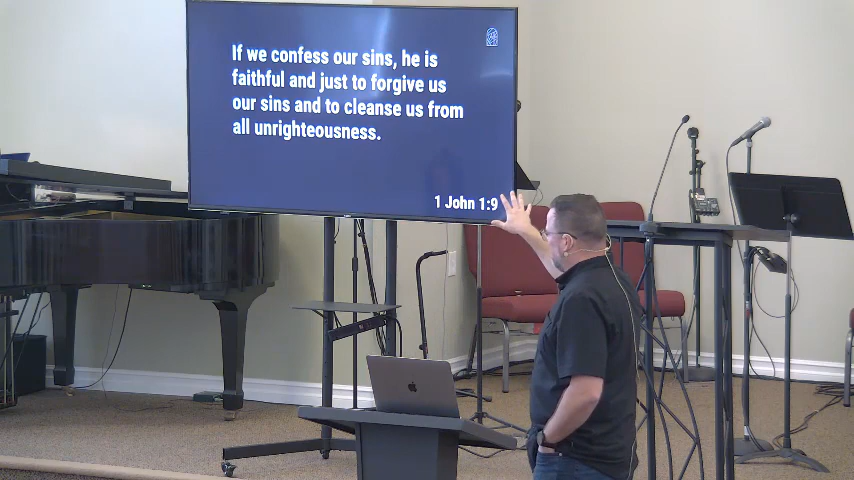 If we confess our sins, he is
faithful and just to forgive us
our sins and to cleanse us from
all unrighteousness.
1 John 1:9